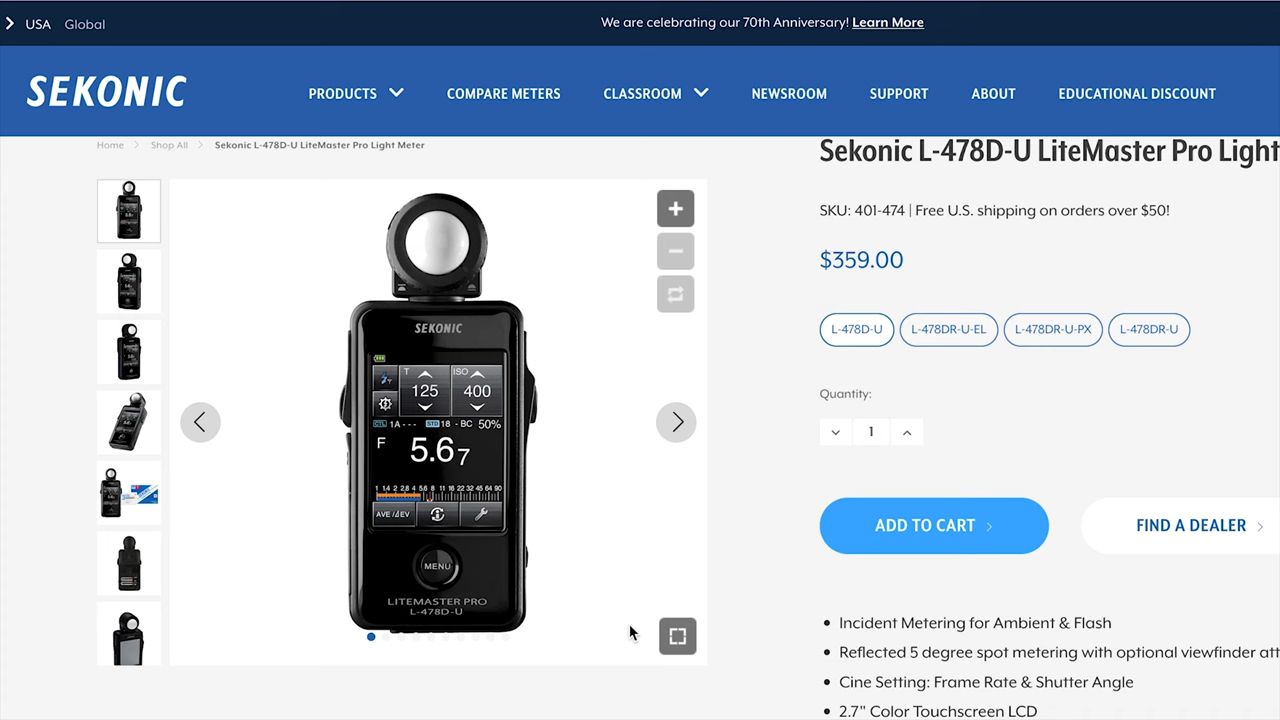 USA Global
We are celebrating our 70th Anniversary! Learn More
SEKONIC
PRODUCTS COMPARE METERS CLASSROOM NEWSROOM SUPPORT ABOUT EDUCATIONAL DISCOUNT
Home Shop All Sekonic L-478D-U LiteMaster Pro Light Meter
Sekonic L-478D-U LiteMaster Pro Light
SKU: 401-474 | Free U.S. shipping on orders over $50!
$359.00
L-478D-U L-478DR-U-EL L-478DR-U-PX L-478DR-U
Quantity:
1
ADD TO CART FIND A DEALER
Incident Metering for Ambient & Flash
Reflected 5 degree spot metering with optional viewfinder att
Cine Setting: Frame Rate & Shutter Angle
2.7" Color Touchscreen LCD
SEKONIC
T ISO
125 400
CTL 1A--- STD 18 -BC 50%
F 5.67
1 1.4 2 2.8 4 5.6 8 11 16 22 32 45 64 90
AVE/⊿EV
MENU
LITEMASTER PRO
L-478D-U